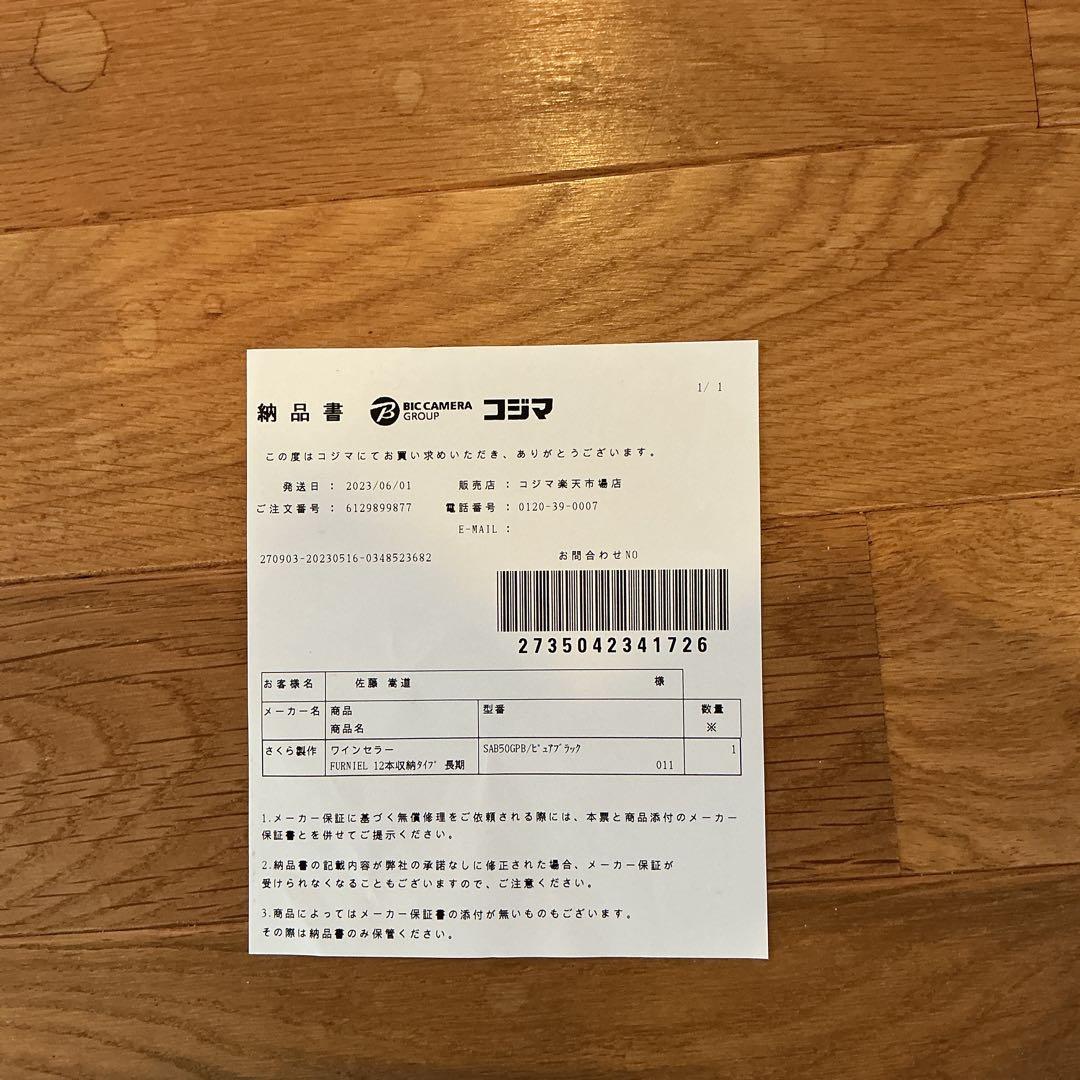 1/ 1
納品書 BIC CAMERA GROUP コジマ
この度はコジマにてお買い求めいただき、ありがとうございます。
発送日 : 2023/06/01 販売店 : コジマ楽天市場店
ご注文番号 : 6129899877 電話番号 : 0120-39-0007
E-MAIL :
270903-20230516-0348523682 お問合わせNO
2735042341726
お客様名 佐藤 嵩道 様
メーカー名 商品 型番 数量
商品名 ※
さくら製作 ワインセラー SAB50GPB/ピュアブラック 1
FURNIEL 12本収納タイプ 長期 011
1.メーカー保証に基づく無償修理をご依頼される際には、本票と商品添付のメーカー
保証書とを併せてご提示ください。
2.納品書の記載内容が弊社の承諾なしに修正された場合、メーカー保証が
受けられなくなることもございますので、ご注意ください。
3.商品によってはメーカー保証書の添付が無いものもございます。
その際は納品書のみ保管ください。